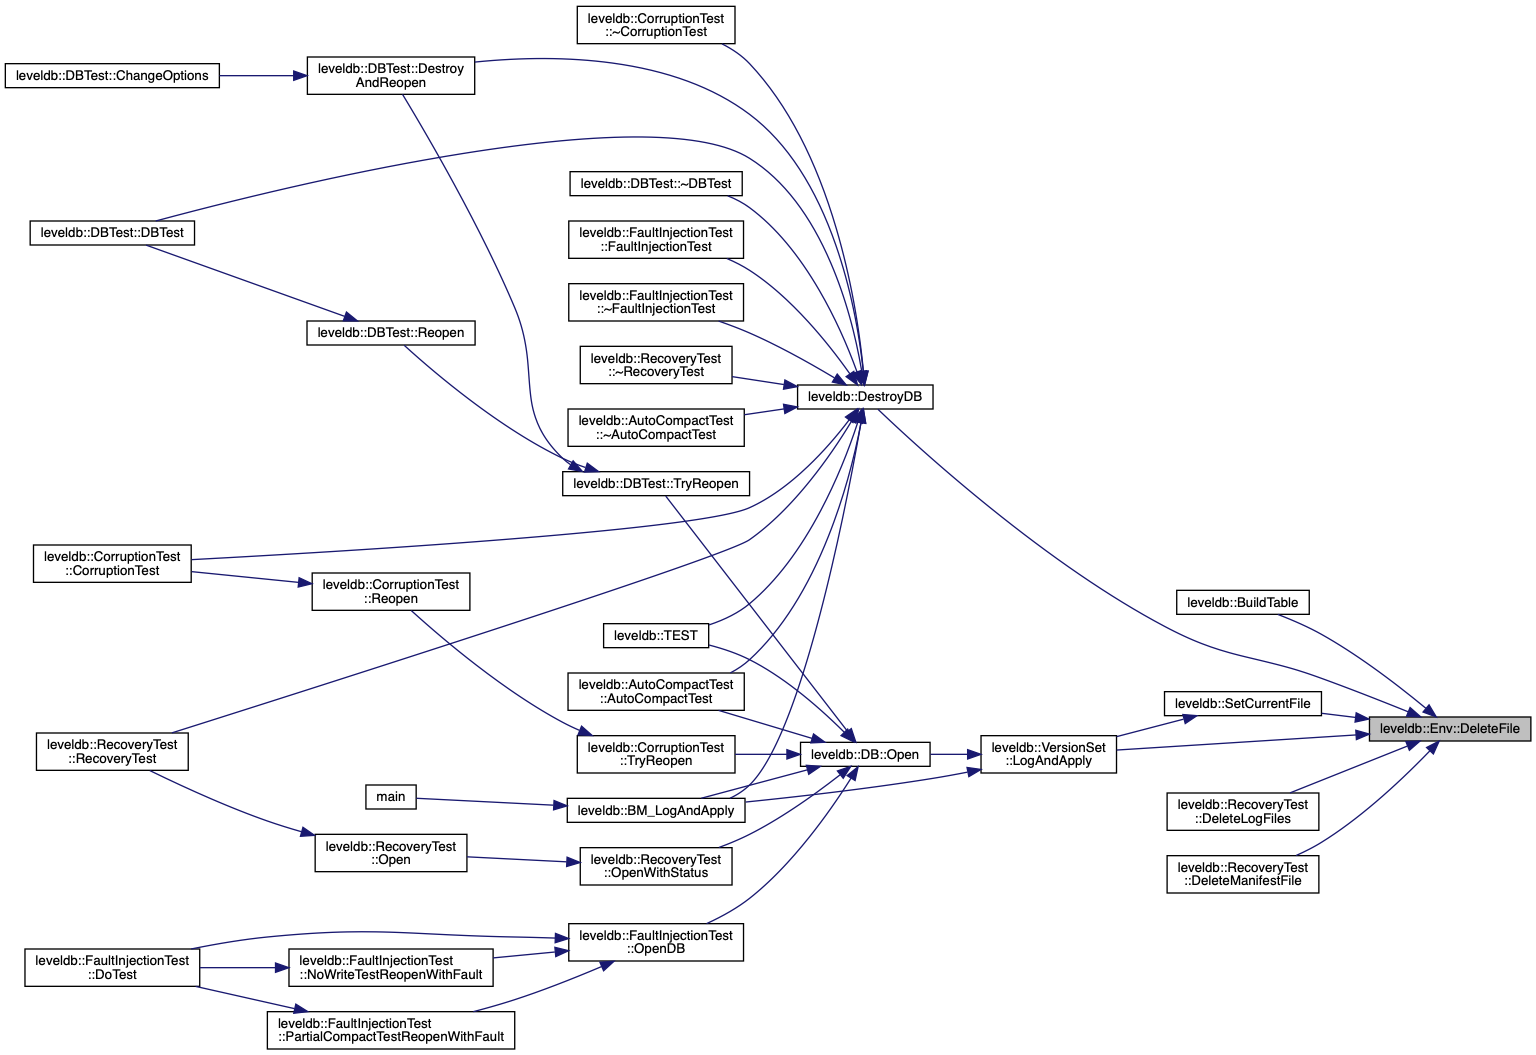 leveldb::CorruptionTest
::~CorruptionTest
leveldb::DBTest::ChangeOptions
leveldb::DBTest::Destroy
AndReopen
leveldb::DBTest::~DBTest
leveldb::DBTest::DBTest
leveldb::FaultInjectionTest
::FaultInjectionTest
leveldb::FaultInjectionTest
::~FaultInjectionTest
leveldb::DBTest::Reopen
leveldb::RecoveryTest
::~RecoveryTest
leveldb::DestroyDB
leveldb::AutoCompactTest
::~AutoCompactTest
leveldb::DBTest::TryReopen
leveldb::CorruptionTest
::CorruptionTest
leveldb::CorruptionTest
::Reopen
leveldb::BuildTable
leveldb::TEST
leveldb::AutoCompactTest
::AutoCompactTest
leveldb::SetCurrentFile
leveldb::Env::DeleteFile
leveldb::RecoveryTest
::RecoveryTest
leveldb::CorruptionTest
::TryReopen
leveldb::DB::Open
leveldb::VersionSet
::LogAndApply
main
leveldb::BM_LogAndApply
leveldb::RecoveryTest
::DeleteLogFiles
leveldb::RecoveryTest
::Open
leveldb::RecoveryTest
::OpenWithStatus
leveldb::RecoveryTest
::DeleteManifestFile
leveldb::FaultInjectionTest
::OpenDB
leveldb::FaultInjectionTest
::DoTest
leveldb::FaultInjectionTest
::NoWriteTestReopenWithFault
leveldb::FaultInjectionTest
::PartialCompactTestReopenWithFault